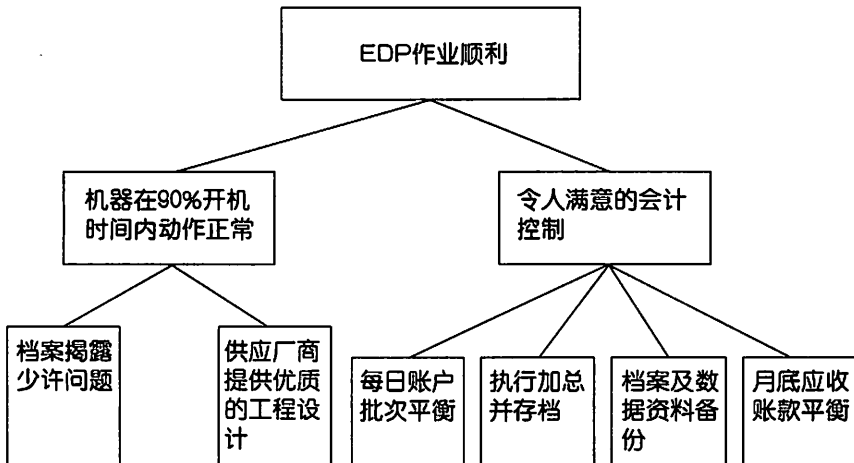 EDP作业顺利
机器在90%开机
时间内动作正常
令人满意的会计
控制
档案揭露
少许问题
供应厂商
提供优质
的工程设
计
每日账户
批次平衡
执行加总
并存档
档案及数
据资料备
份
月底应收
账款平衡